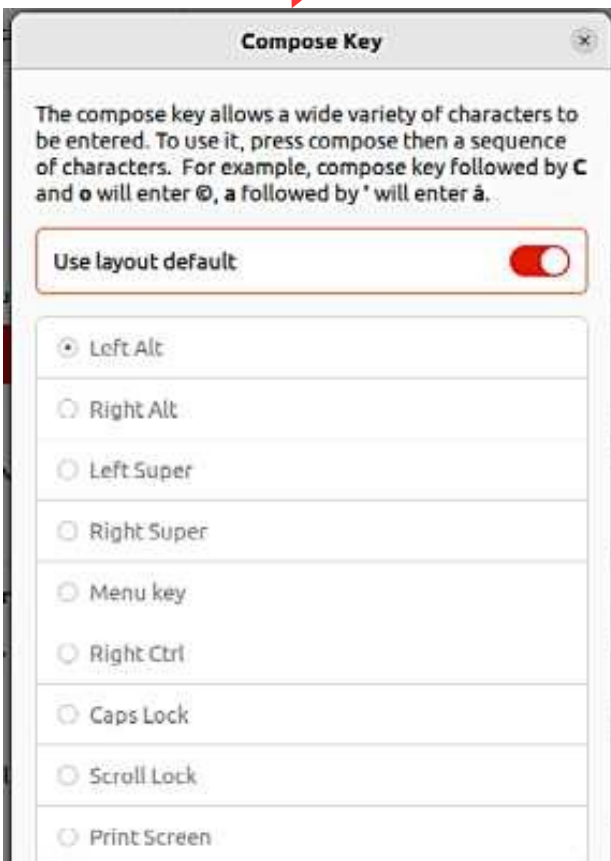 Compose Key
The compose key allows a wide variety of characters to
be entered. To use it, press compose then a sequence
of characters.  For example, compose key followed by C
and o will enter ©, a followed by ' will enter á.
Use layout default
Left Alt
Right Alt
Left Super
Right Super
Menu key
Right Ctrl
Caps Lock
Scroll Lock
Print Screen